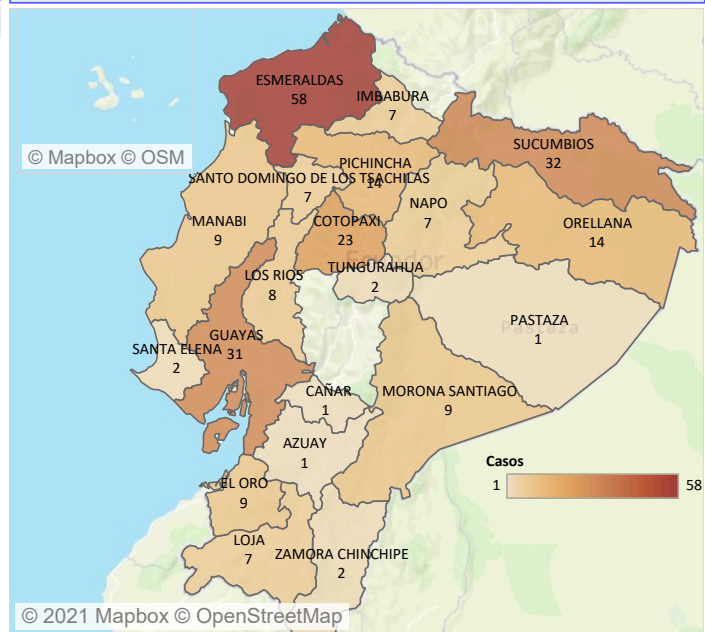 ESMERALDAS
58
IMBABURA
7
SUCUMBIOS
32
© Mapbox © OSM
PICHINCHA
14
SANTO DOMINGO DE LOS TSACHILAS
7
NAPO
7
MANABI
9
COTOPAXI
23
ORELLANA
14
Ecuador
TUNGURAHUA
2
LOS RIOS
8
PASTAZA
1
Pastaza
GUAYAS
31
SANTA ELENA
2
CAÑAR
1
MORONA SANTIAGO
9
AZUAY
1
Casos
1
58
EL ORO
9
LOJA
7
ZAMORA CHINCHIPE
2
© 2021 Mapbox © OpenStreetMap